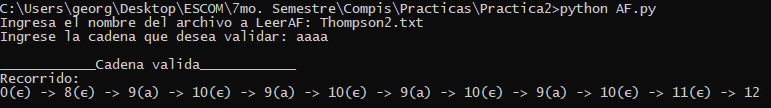 C:\Users\georg\Desktop\ESCOM\7mo. Semestre\Compis\Practicas\Practica2>python AF.py
Ingresa el nombre del archivo a LeerAF: Thompson2.txt
Ingrese la cadena que desea validar: aaaa
____________Cadena valida____________
Recorrido:
0(ϵ) -> 8(ϵ) -> 9(a) -> 10(ϵ) -> 9(a) -> 10(ϵ) -> 9(a) -> 10(ϵ) -> 9(a) -> 10(ϵ) -> 11(ϵ) -> 12